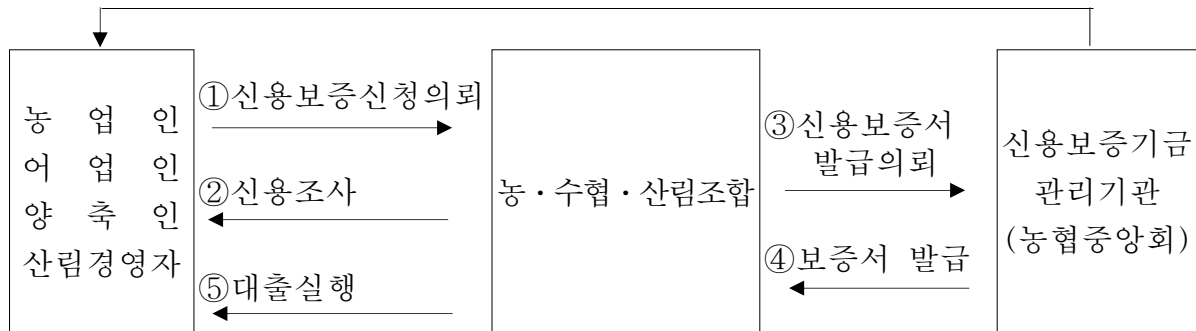 농 업 인
어 업 인
양 축 인
산림경영자
①신용보증신청의뢰
②신용조사
⑤대출실행
농·수협·산림조합
③신용보증서
발급의뢰
④보증서 발급
신용보증기금
관리기관
(농협중앙회)